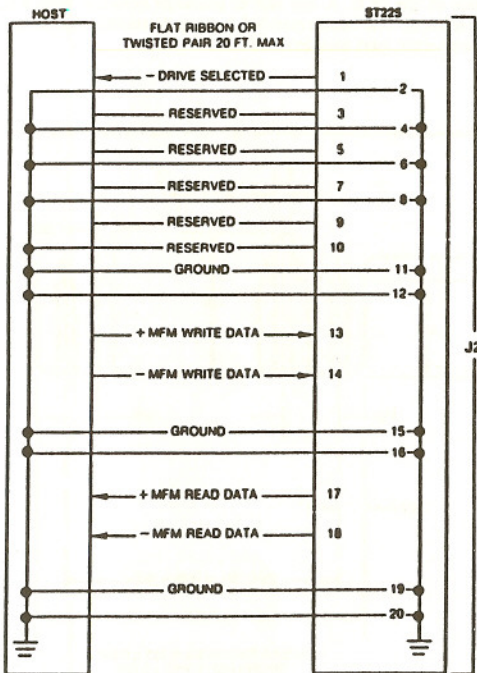 HOST
FLAT RIBBON OR
TWISTED PAIR 20 FT. MAX
ST225
− DRIVE SELECTED 1
2
RESERVED 3
4
RESERVED 5
6
RESERVED 7
8
RESERVED 9
RESERVED 10
GROUND 11
12
+ MFM WRITE DATA 13
J2
− MFM WRITE DATA 14
GROUND 15
16
+ MFM READ DATA 17
− MFM READ DATA 18
GROUND 19
20